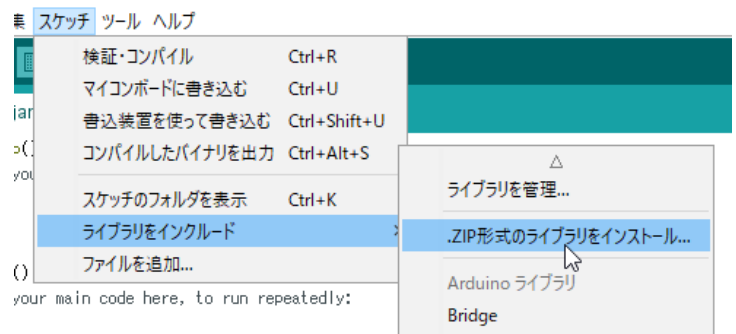 集 スケッチ ツール ヘルプ
検証・コンパイル Ctrl+R
マイコンボードに書き込む Ctrl+U
書込装置を使って書き込む Ctrl+Shift+U
コンパイルしたバイナリを出力 Ctrl+Alt+S
スケッチのフォルダを表示 Ctrl+K
ライブラリをインクルード
ファイルを追加...
ライブラリを管理...
.ZIP形式のライブラリをインストール...
Arduino ライブラリ
Bridge
jar
()
you
()
your main code here, to run repeatedly: